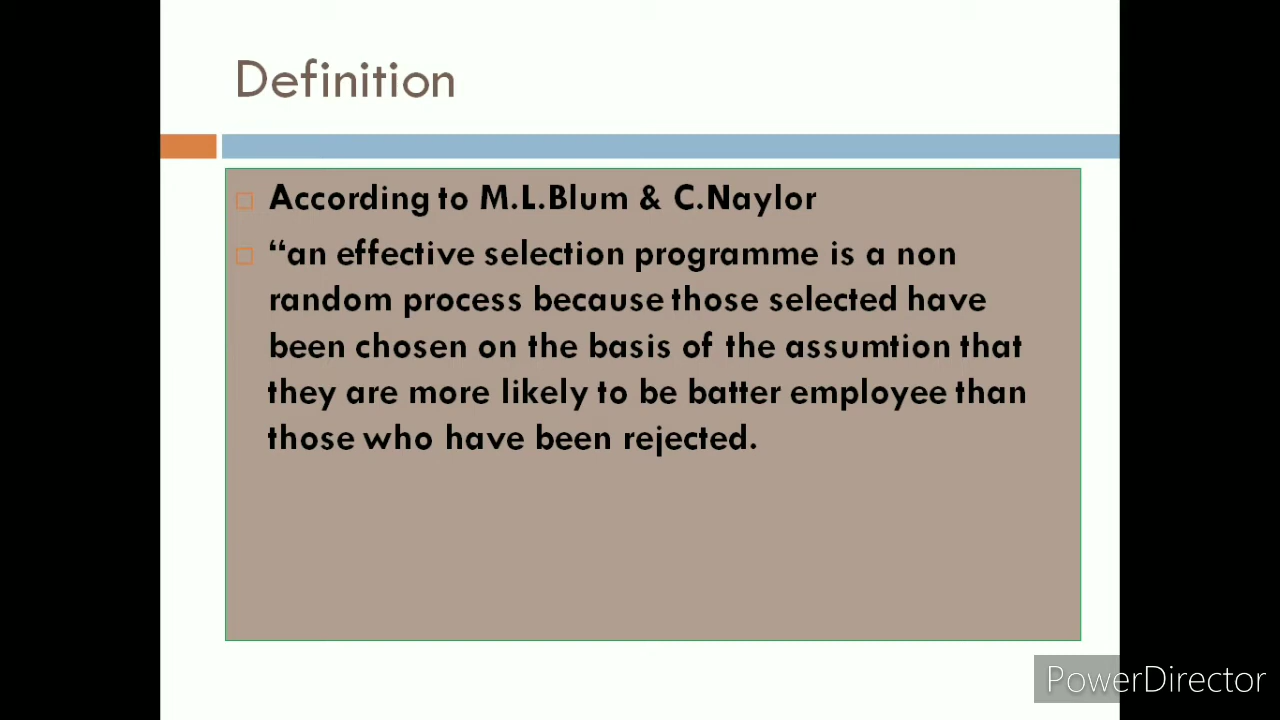 Definition
According to M.L.Blum & C.Naylor
“an effective selection programme is a non
random process because those selected have
been chosen on the basis of the assumtion that
they are more likely to be batter employee than
those who have been rejected.
PowerDirector